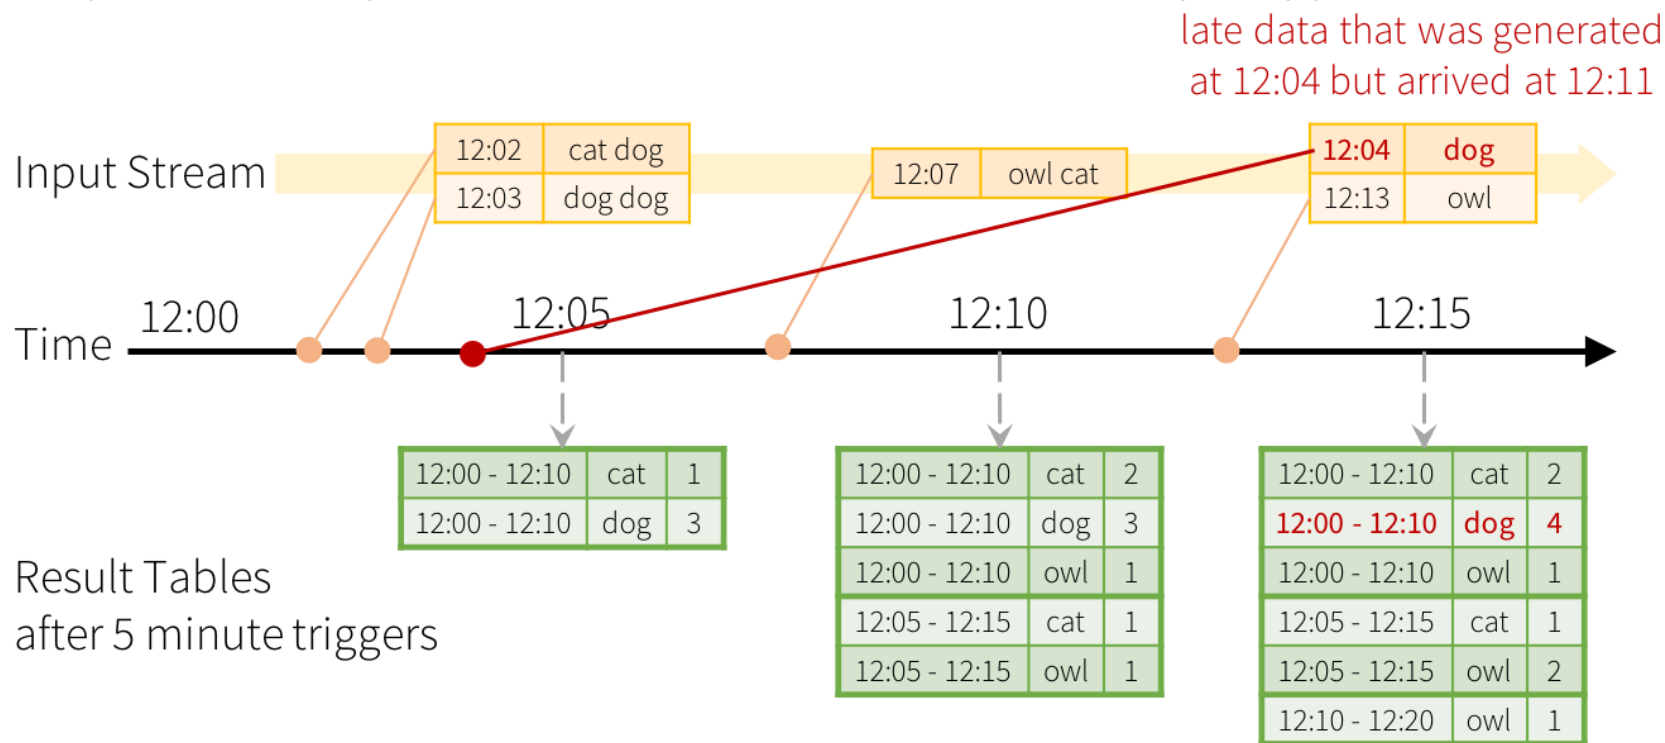 late data that was generated
at 12:04 but arrived at 12:11
Input Stream
12:02 cat dog
12:03 dog dog
12:07 owl cat
12:04 dog
12:13 owl
Time
12:00 12:05 12:10 12:15
Result Tables
after 5 minute triggers
12:00 - 12:10 cat 1
12:00 - 12:10 dog 3
12:00 - 12:10 cat 2
12:00 - 12:10 dog 3
12:00 - 12:10 owl 1
12:05 - 12:15 cat 1
12:05 - 12:15 owl 1
12:00 - 12:10 cat 2
12:00 - 12:10 dog 4
12:00 - 12:10 owl 1
12:05 - 12:15 cat 1
12:05 - 12:15 owl 2
12:10 - 12:20 owl 1